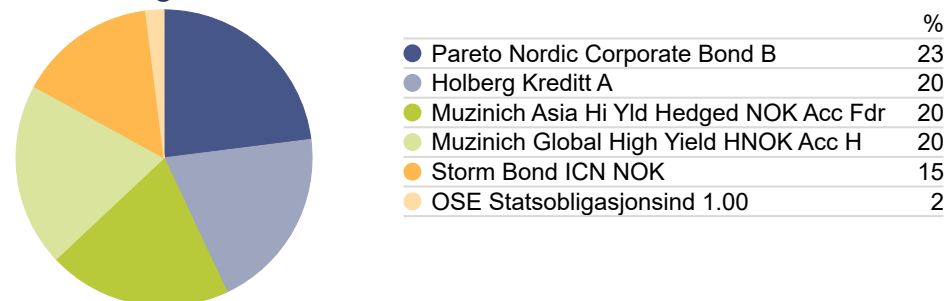 %
Pareto Nordic Corporate Bond B 23
Holberg Kreditt A 20
Muzinich Asia Hi Yld Hedged NOK Acc Fdr 20
Muzinich Global High Yield HNOK Acc H 20
Storm Bond ICN NOK 15
OSE Statsobligasjonsind 1.00 2